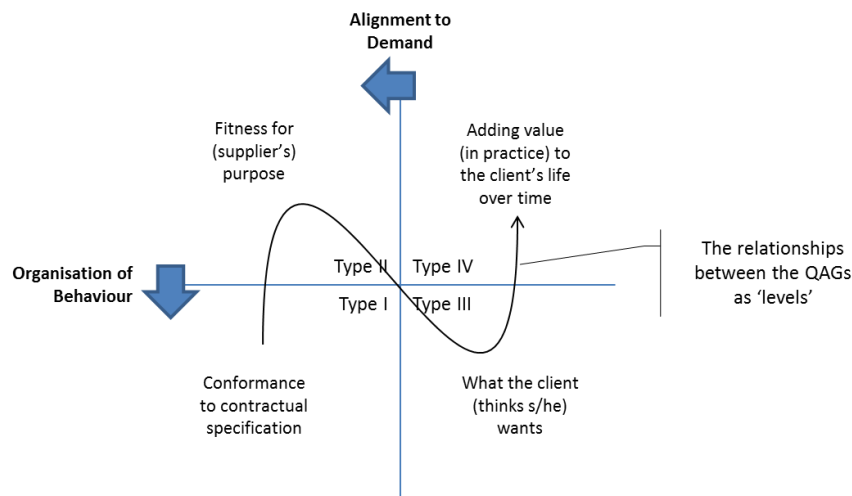 Alignment to
Demand
Fitness for
(supplier's)
purpose
Adding value
(in practice) to
the client's life
over time
Organisation of
Behaviour
Type II
Type IV
Type I
Type III
The relationships
between the QAGs
as ‘levels’
Conformance
to contractual
specification
What the client
(thinks s/he)
wants